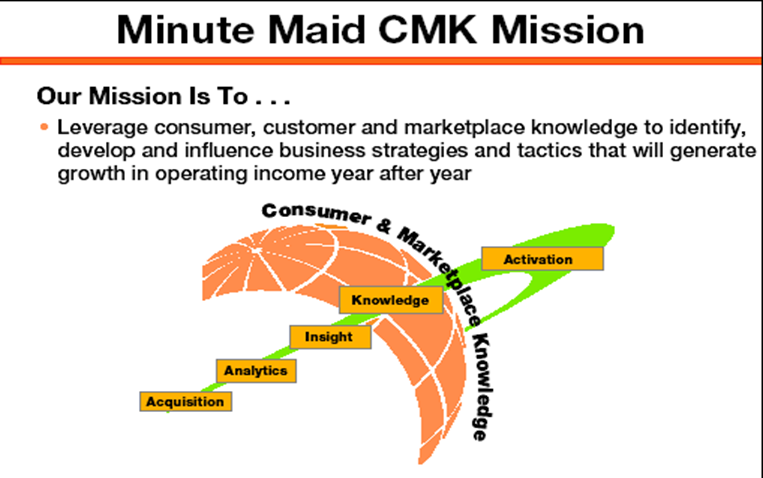 Minute Maid CMK Mission
Our Mission Is To . . .
• Leverage consumer, customer and marketplace knowledge to identify,
develop and influence business strategies and tactics that will generate
growth in operating income year after year
Consumer & Marketplace Knowledge
Activation
Knowledge
Insight
Analytics
Acquisition